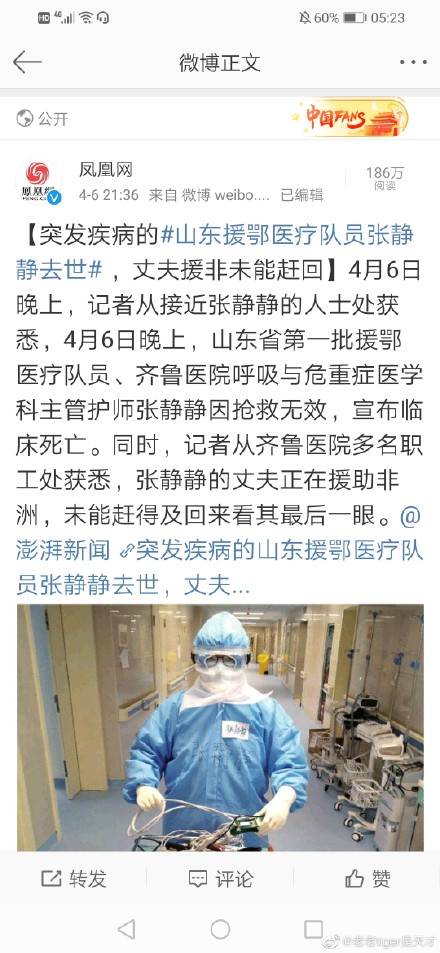 HD 4G 60% 05:23
微博正文
公开
中国FANS
凤凰网
186万
阅读
4-6 21:36 来自 微博 weibo.... 已编辑
【突发疾病的#山东援鄂医疗队员张静
静去世#，丈夫援非未能赶回】4月6日
晚上，记者从接近张静静的人士处获
悉，4月6日晚上，山东省第一批援鄂
医疗队员、齐鲁医院呼吸与危重症医学
科主管护师张静静因抢救无效，宣布临
床死亡。同时，记者从齐鲁医院多名职
工处获悉，张静静的丈夫正在援助非
洲，未能赶得及回来看其最后一眼。@
澎湃新闻 突发疾病的山东援鄂医疗队
员张静静去世，丈夫...
转发
评论
赞
@老老tiger是天才